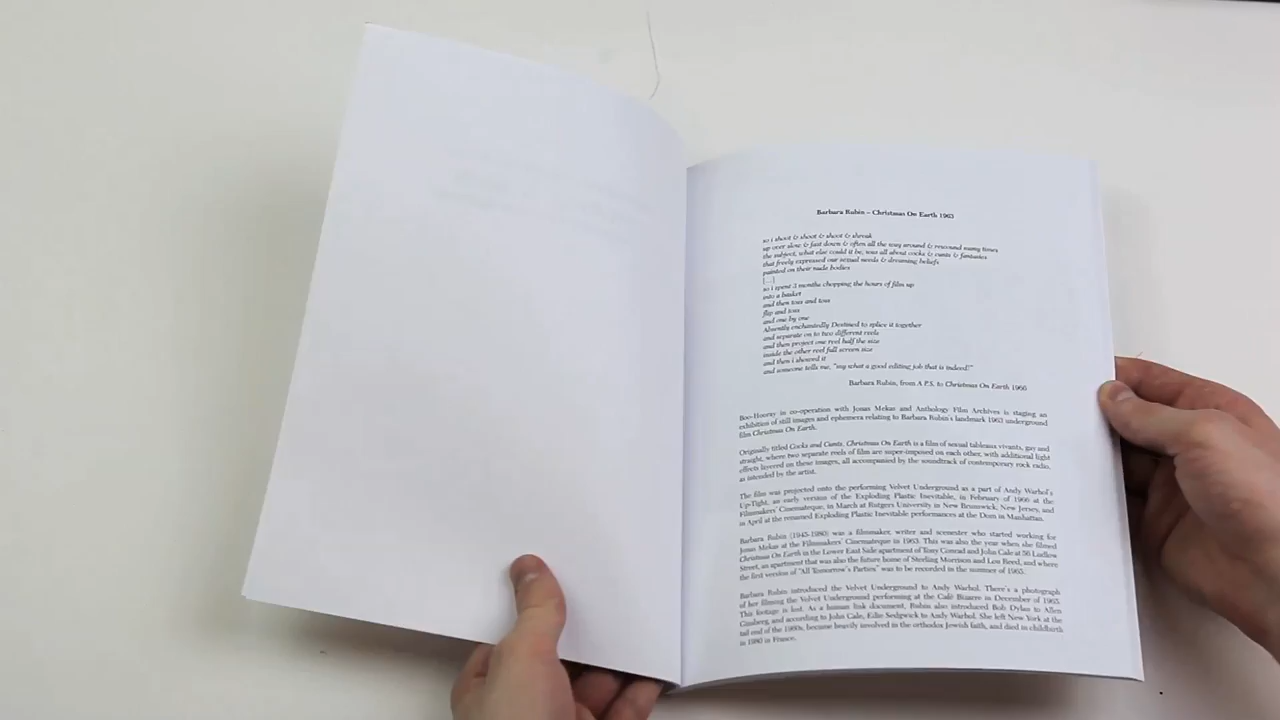 Barbara Rubin – Christmas On Earth 1963
so i shoot & shoot & shoot & shreak
up over slow & fast down & often all the way around & rewound many times
the subject, what else could it be, was all about cocks & cunts & fantasies
that freely expressed our sexual needs & dreaming beliefs
painted on their nude bodies
[...]
so i spent 3 months chopping the hours of film up
into a basket
and then toss and toss
flip and toss
and one by one
Absently enchantedly Destined to splice it together
and separate on to two different reels
and then project one reel half the size
inside the other reel full screen size
and then i showed it
and someone tells me, "my what a good editing job that is indeed!"
Barbara Rubin, from A P.S. to Christmas On Earth 1966
Boo-Hooray in co-operation with Jonas Mekas and Anthology Film Archives is staging an
exhibition of still images and ephemera relating to Barbara Rubin's landmark 1963 underground
film Christmas On Earth.
Originally titled Cocks and Cunts, Christmas On Earth is a film of sexual tableaux vivants, gay and
straight, where two separate reels of film are super-imposed on each other, with additional light
effects layered on these images, all accompanied by the soundtrack of contemporary rock radio,
as intended by the artist.
The film was projected onto the performing Velvet Underground as a part of Andy Warhol's
Up-Tight, an early version of the Exploding Plastic Inevitable, in February of 1966 at the
Filmmakers' Cinematheque, in March at Rutgers University in New Brunswick, New Jersey, and
in April at the renamed Exploding Plastic Inevitable performances at the Dom in Manhattan.
Barbara Rubin (1945-1980) was a filmmaker, writer and scenester who started working for
Jonas Mekas at the Filmmakers' Cinematheque in 1963. This was also the year when she filmed
Christmas On Earth in the Lower East Side apartment of Tony Conrad and John Cale at 56 Ludlow
Street, an apartment that was also the future home of Sterling Morrison and Lou Reed, and where
the first version of "All Tomorrow's Parties" was to be recorded in the summer of 1965.
Barbara Rubin introduced the Velvet Underground to Andy Warhol. There's a photograph
of her filming the Velvet Underground performing at the Café Bizarre in December of 1965.
This footage is lost. As a human link document, Rubin also introduced Bob Dylan to Allen
Ginsberg, and according to John Cale, Edie Sedgwick to Andy Warhol. She left New York at the
tail end of the 1960s, became heavily involved in the orthodox Jewish faith, and died in childbirth
in 1980 in France.